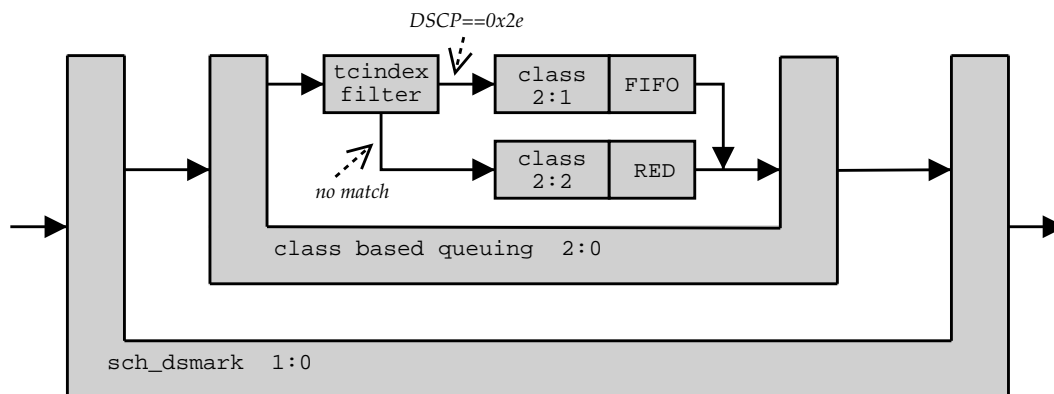 DSCP==0x2e
tcindex
filter
class
2:1
FIFO
no match
class
2:2
RED
class based queuing 2:0
sch_dsmark 1:0